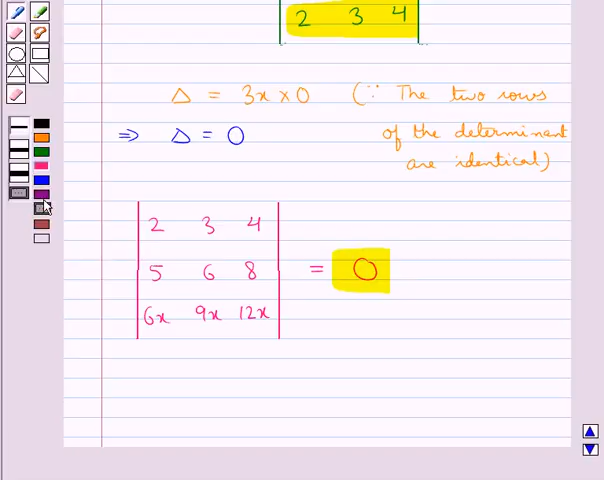 2 3 4
Δ = 3x × 0 (∵ The two rows
of the determinant
are identical)
⇒ Δ = 0
2 3 4
5 6 8 = 0
6x 9x 12x